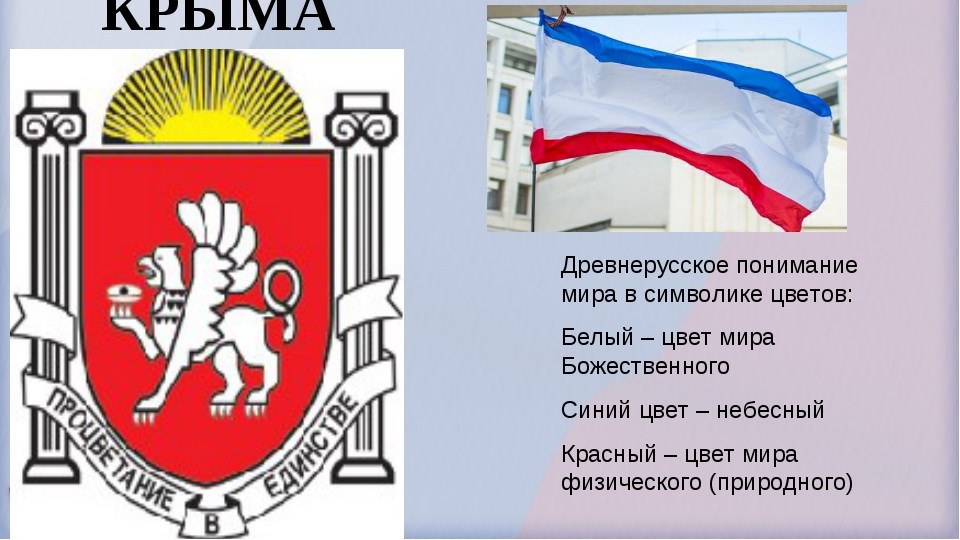 КРЫМА
ПРОЦВЕТАНИЕ
В
ЕДИНСТВЕ
Древнерусское понимание
мира в символике цветов:
Белый – цвет мира
Божественного
Синий цвет – небесный
Красный – цвет мира
физического (природного)